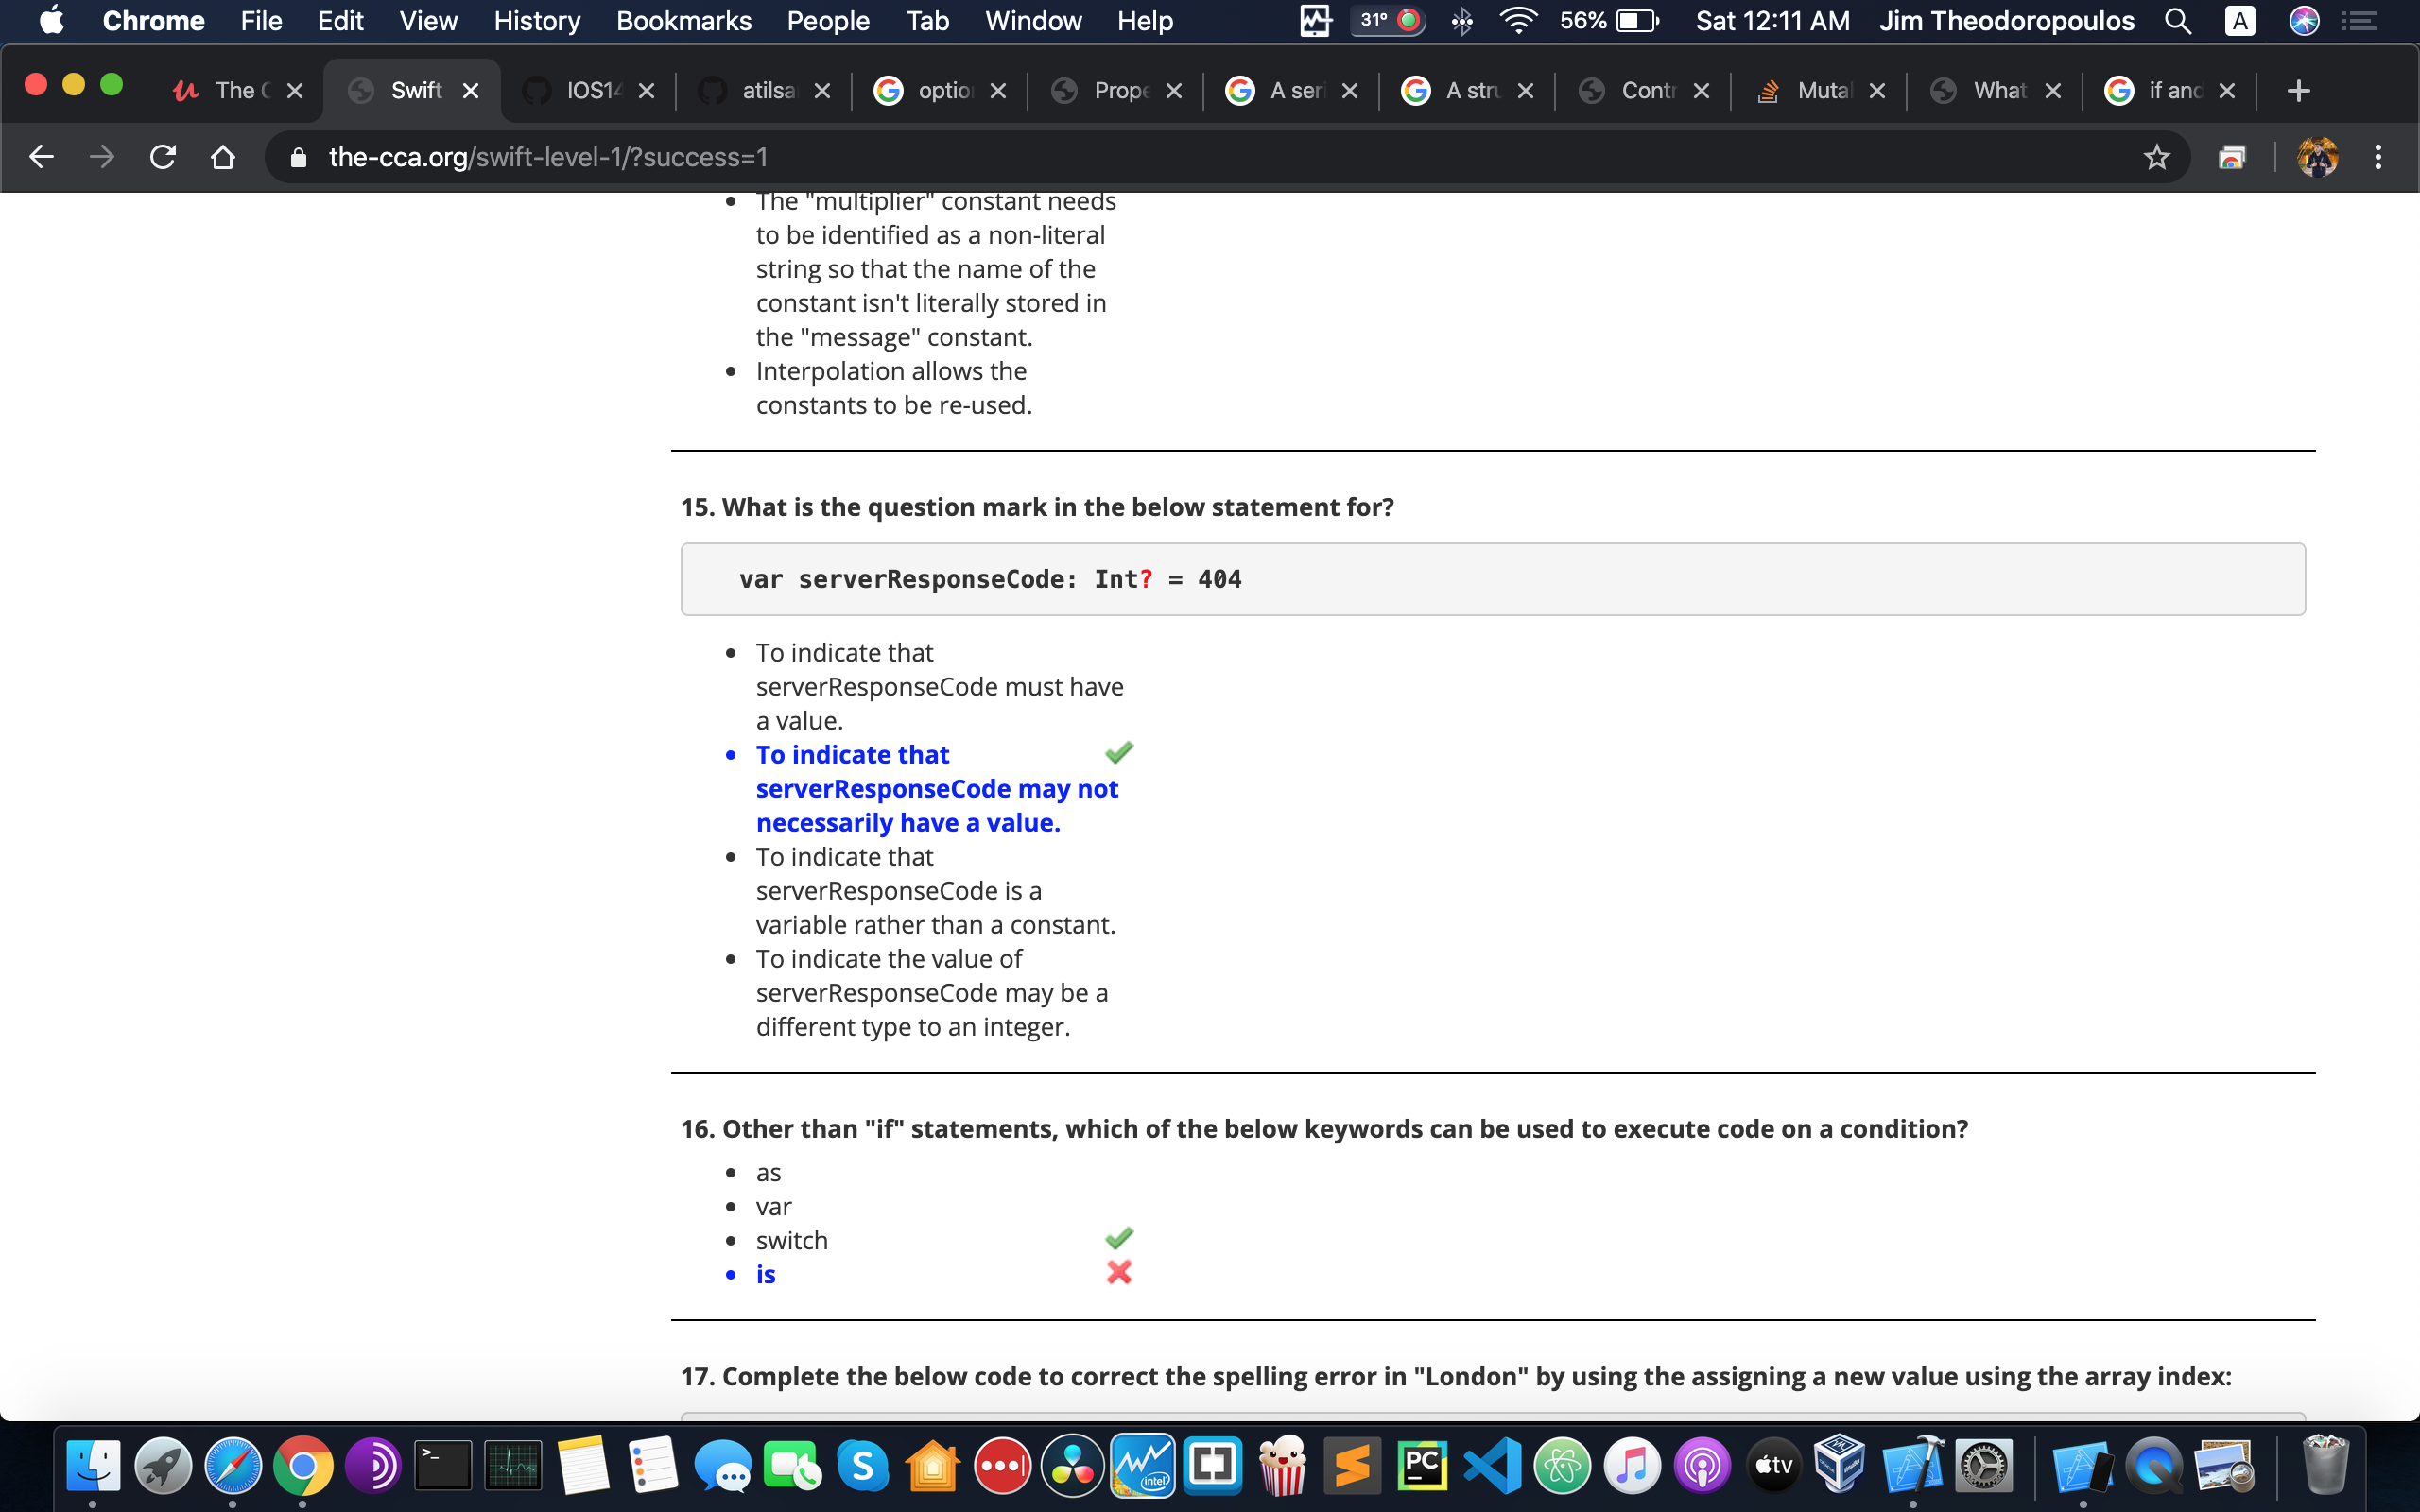 Chrome File Edit View History Bookmarks People Tab Window Help 31° 56% Sat 12:11 AM Jim Theodoropoulos A
The C Swift IOS14 atilsa option Prope A seri A stru Contr Muta What if and
the-cca.org/swift-level-1/?success=1
The "multiplier" constant needs
to be identified as a non-literal
string so that the name of the
constant isn't literally stored in
the "message" constant.
Interpolation allows the
constants to be re-used.
15. What is the question mark in the below statement for?
var serverResponseCode: Int? = 404
To indicate that
serverResponseCode must have
a value.
To indicate that
serverResponseCode may not
necessarily have a value.
To indicate that
serverResponseCode is a
variable rather than a constant.
To indicate the value of
serverResponseCode may be a
different type to an integer.
16. Other than "if" statements, which of the below keywords can be used to execute code on a condition?
as
var
switch
is
17. Complete the below code to correct the spelling error in "London" by using the assigning a new value using the array index:
>_ S intel PC tv